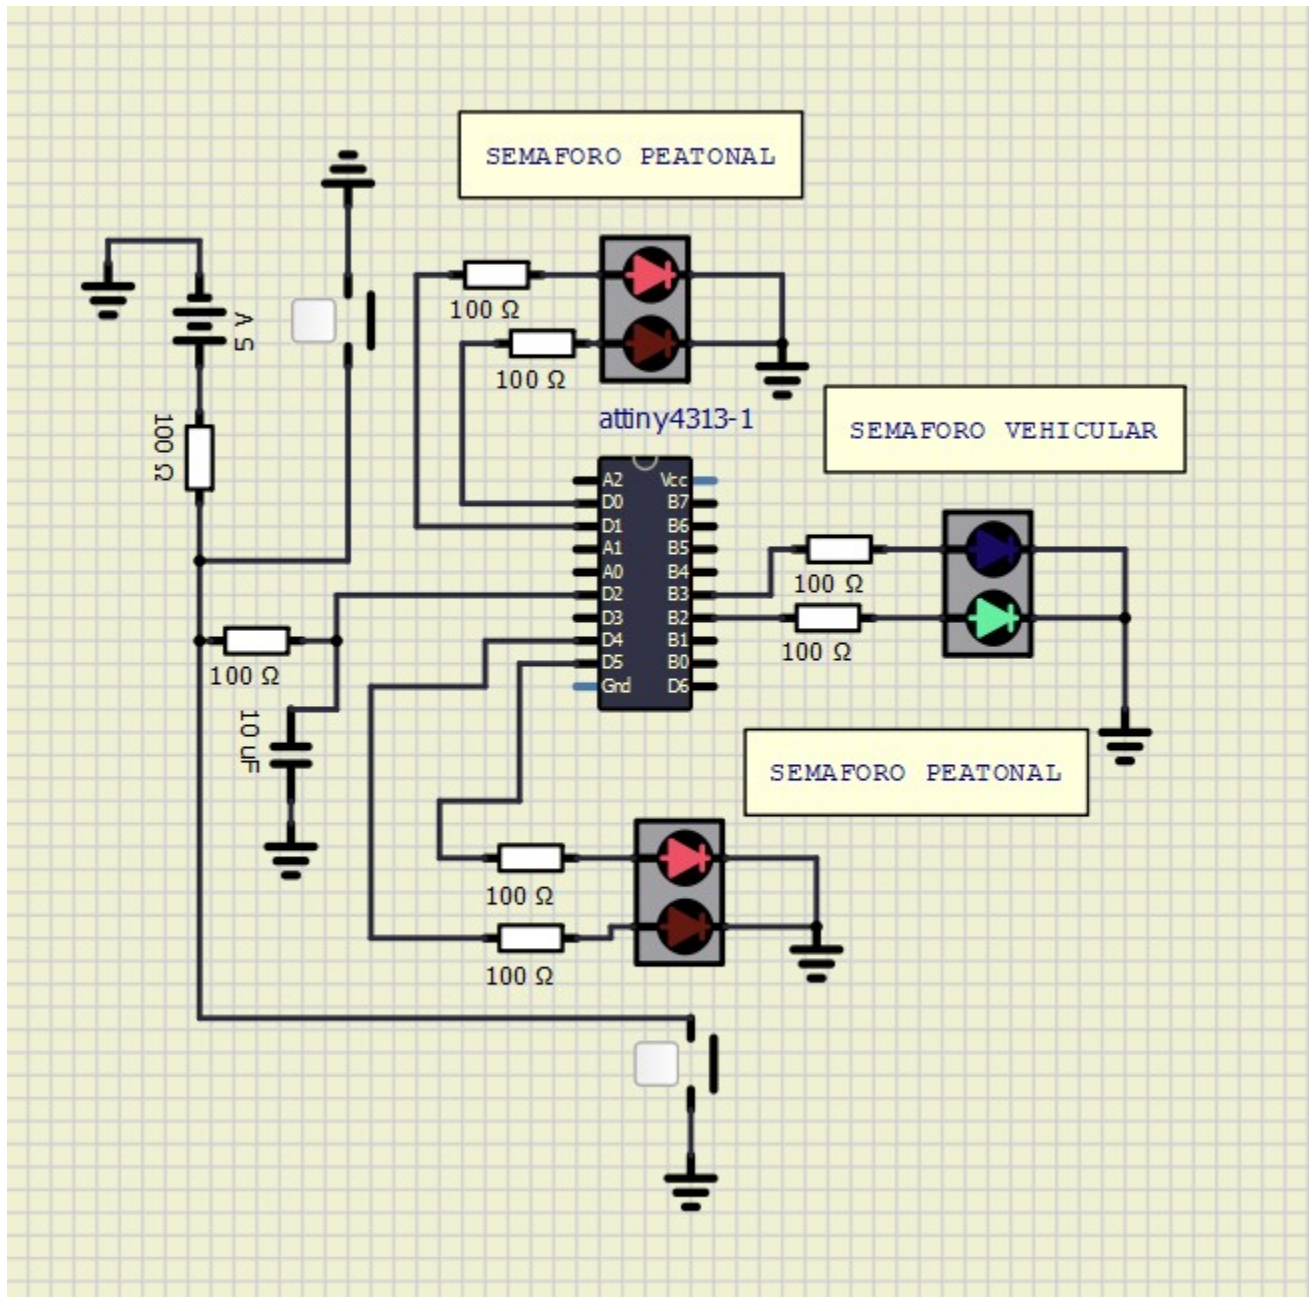 SEMAFORO PEATONAL
5 V
100 Ω
100 Ω
attiny4313-1
SEMAFORO VEHICULAR
100 Ω
A2 Vcc
D0 B7
D1 B6
A1 B5
A0 B4
D2 B3
D3 B2
D4 B1
D5 B0
Gnd D6
100 Ω
100 Ω
100 Ω
10 uF
SEMAFORO PEATONAL
100 Ω
100 Ω